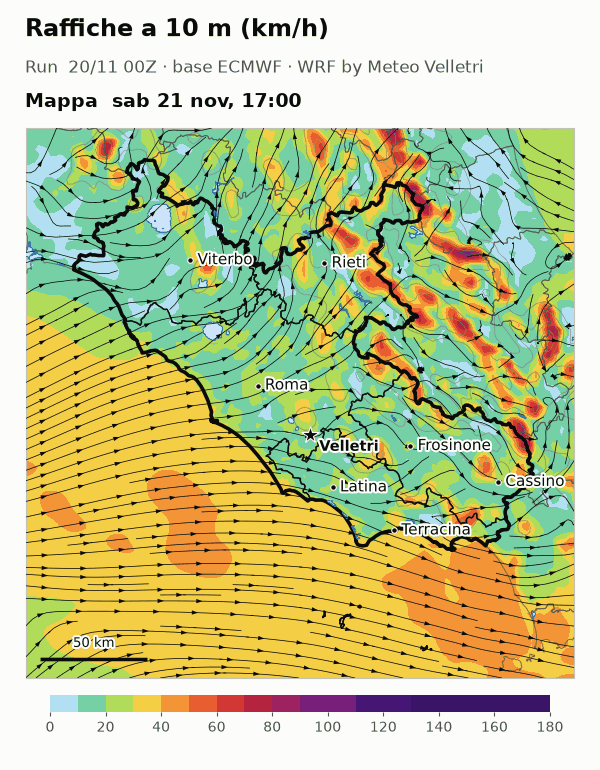 Raffiche a 10 m (km/h)
Run  20/11 00Z · base ECMWF · WRF by Meteo Velletri
Mappa  sab 21 nov, 17:00
Viterbo
Rieti
Roma
Velletri
Frosinone
Cassino
Latina
Terracina
50 km
0 20 40 60 80 100 120 140 160 180